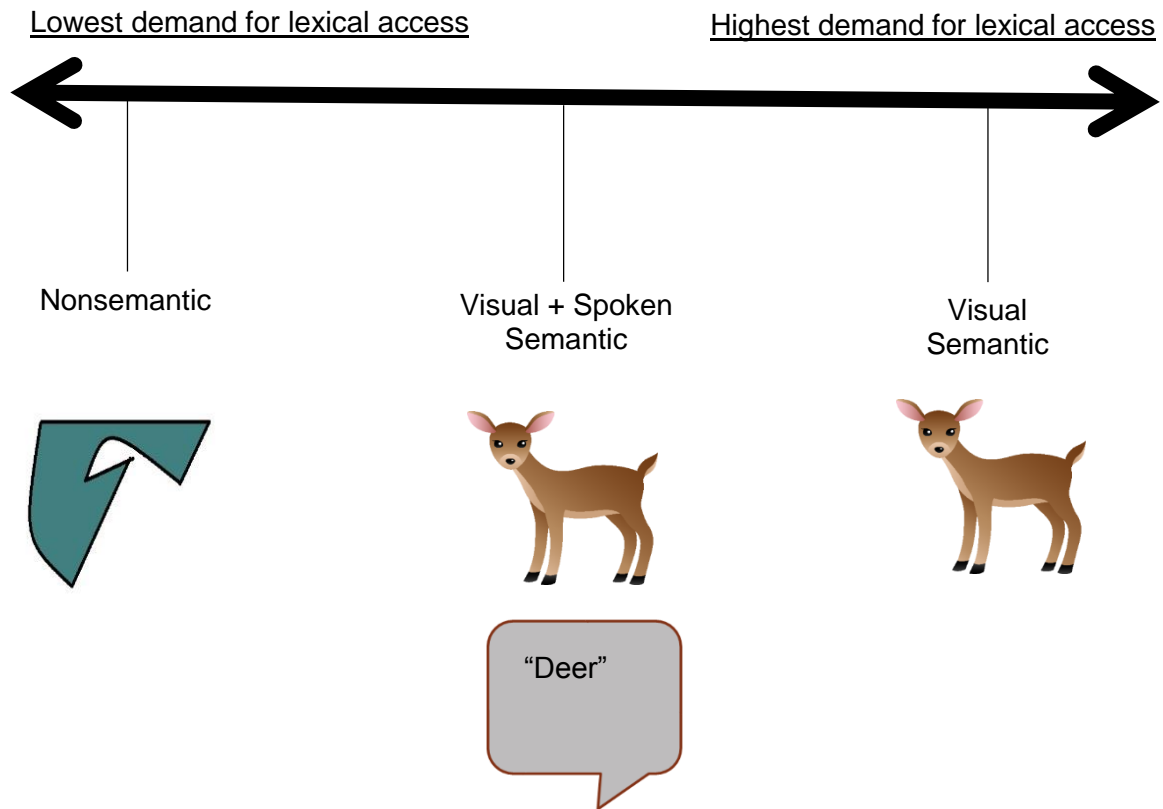 Lowest demand for lexical access
Highest demand for lexical access
Nonsemantic
Visual + Spoken
Semantic
Visual
Semantic
“Deer”